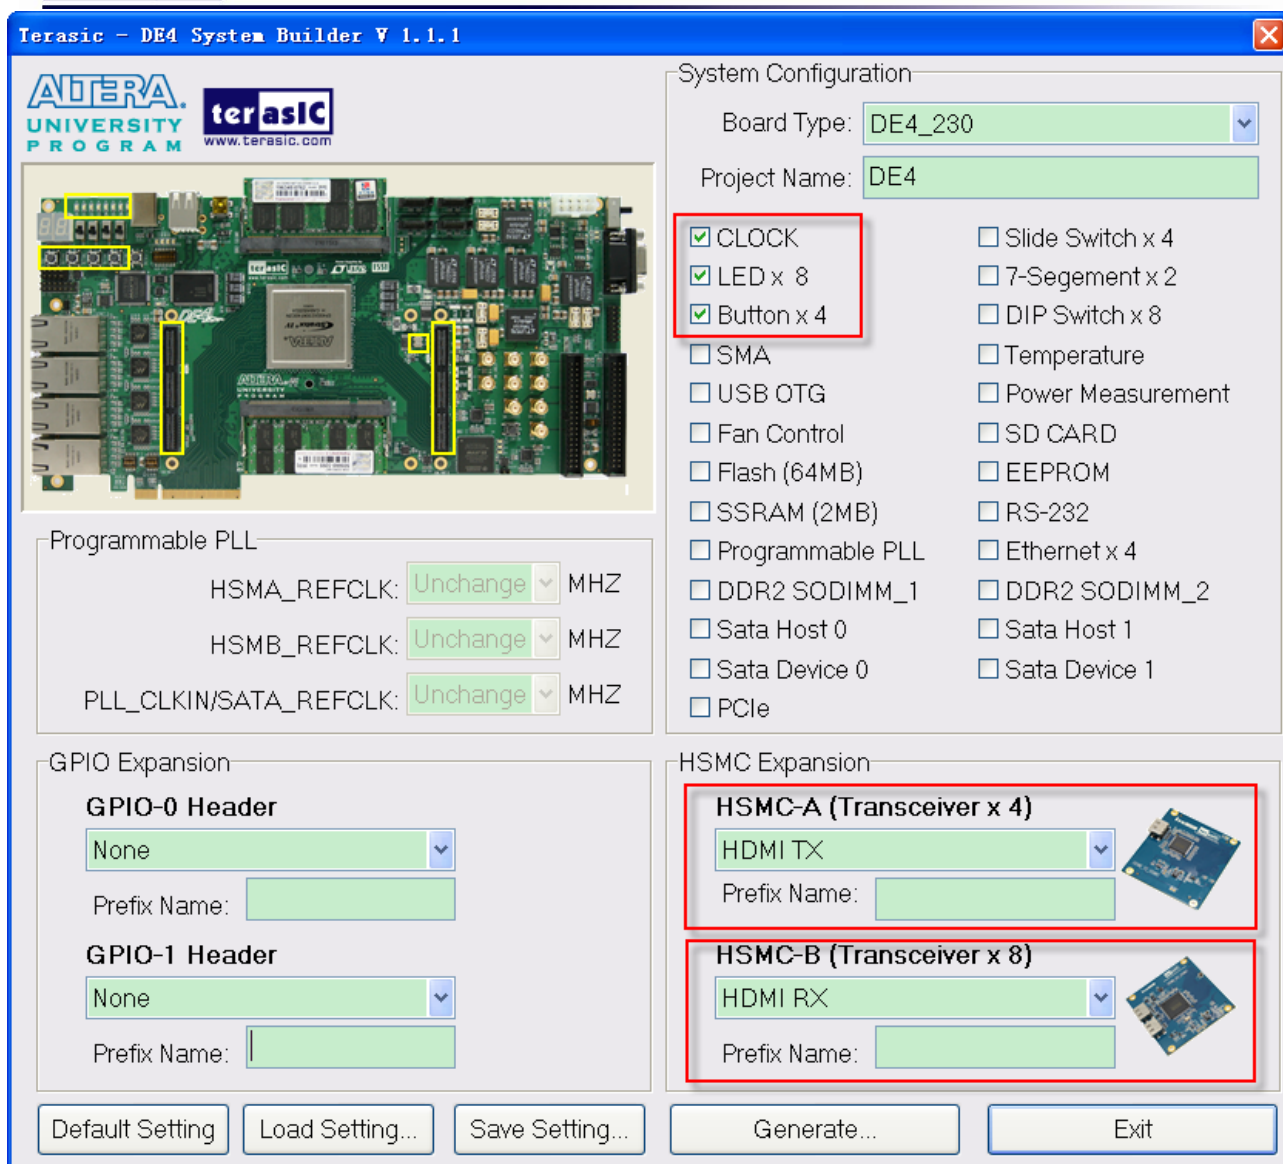 Terasic - DE4 System Builder V 1.1.1
ALTERA.
UNIVERSITY
PROGRAM
terasIC
www.terasic.com
System Configuration
Board Type: DE4_230
Project Name: DE4
CLOCK
Slide Switch x 4
LED x 8
7-Segement x 2
Button x 4
DIP Switch x 8
SMA
Temperature
USB OTG
Power Measurement
Fan Control
SD CARD
Flash (64MB)
EEPROM
SSRAM (2MB)
RS-232
Programmable PLL
Ethernet x 4
DDR2 SODIMM_1
DDR2 SODIMM_2
Sata Host 0
Sata Host 1
Sata Device 0
Sata Device 1
PCIe
Programmable PLL
HSMA_REFCLK: Unchange MHZ
HSMB_REFCLK: Unchange MHZ
PLL_CLKIN/SATA_REFCLK: Unchange MHZ
GPIO Expansion
GPIO-0 Header
None
Prefix Name:
GPIO-1 Header
None
Prefix Name:
HSMC Expansion
HSMC-A (Transceiver x 4)
HDMI TX
Prefix Name:
HSMC-B (Transceiver x 8)
HDMI RX
Prefix Name:
Default Setting
Load Setting...
Save Setting...
Generate...
Exit